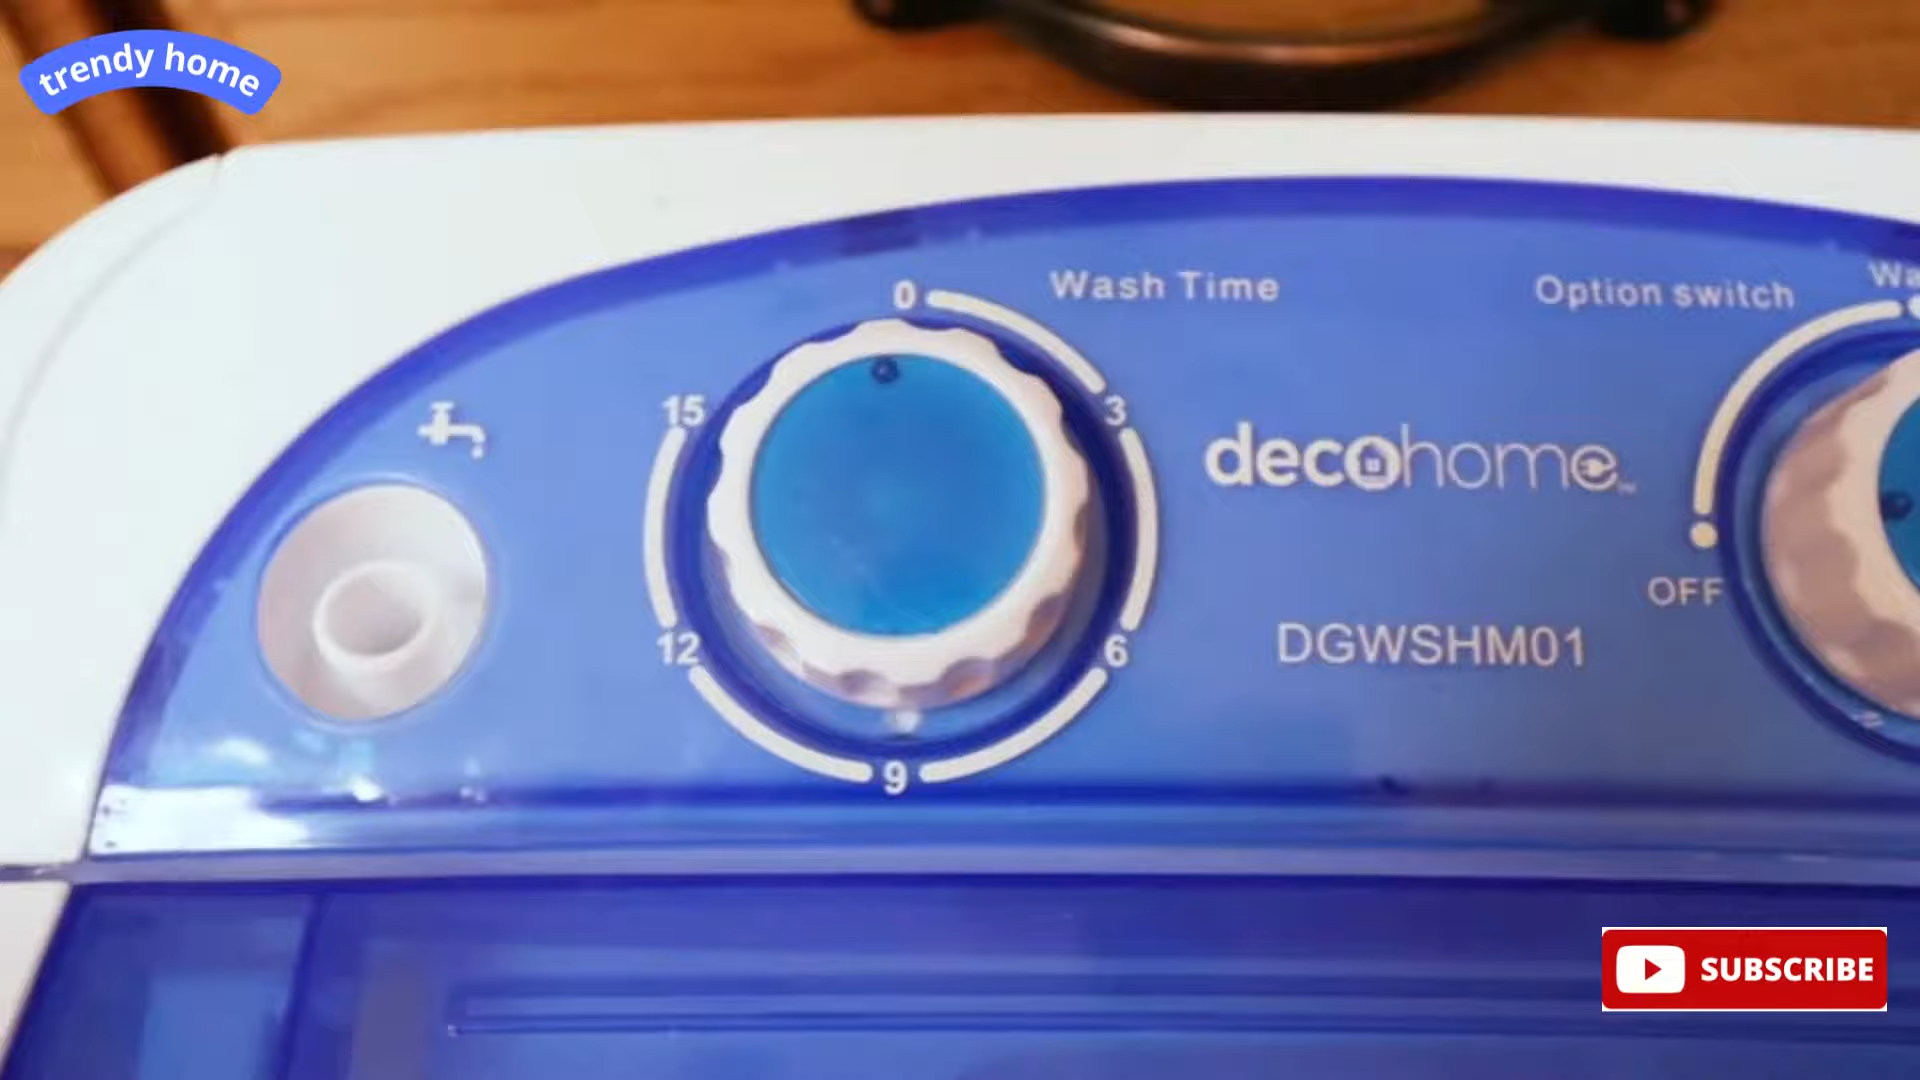 trendy home
Wash Time
Option switch
0
3
6
9
12
15
decohome
OFF
DGWSHM01
SUBSCRIBE